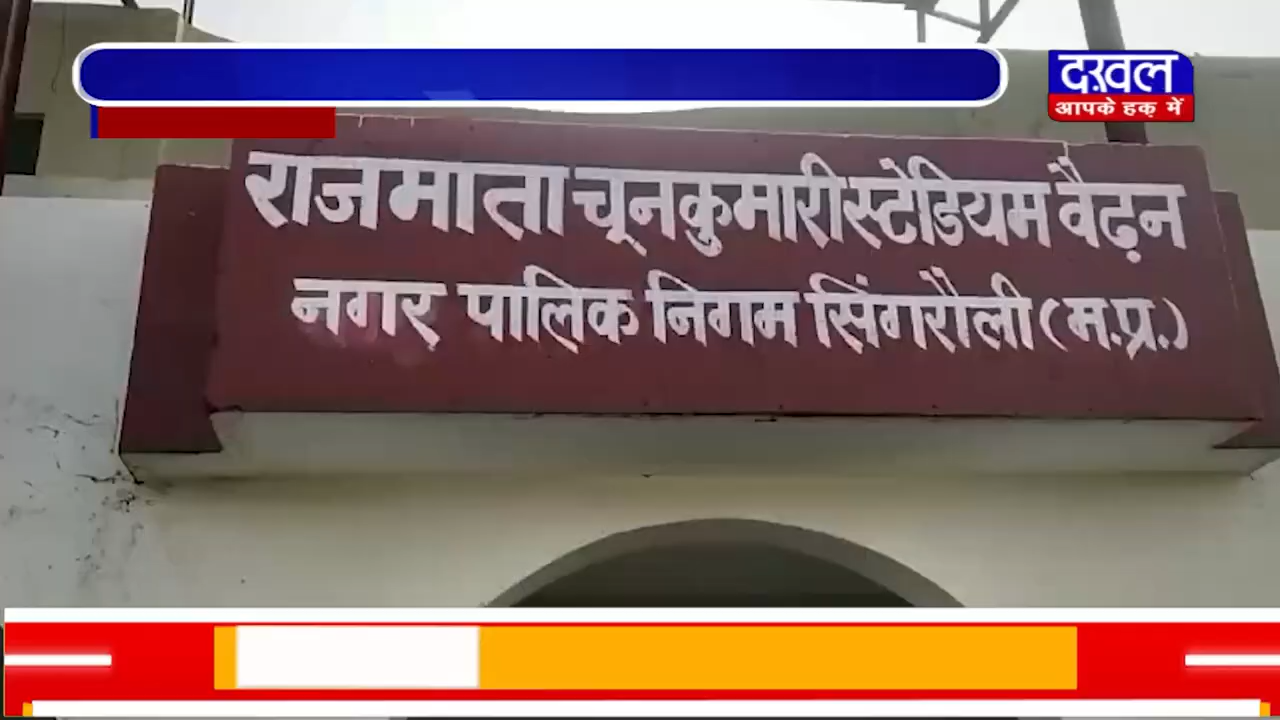 दख़ल
आपके हक़ में
राजमाता चूनकुमारी स्टेडियम वैढ़न
नगर पालिक निगम सिंगरौली (म.प्र.)